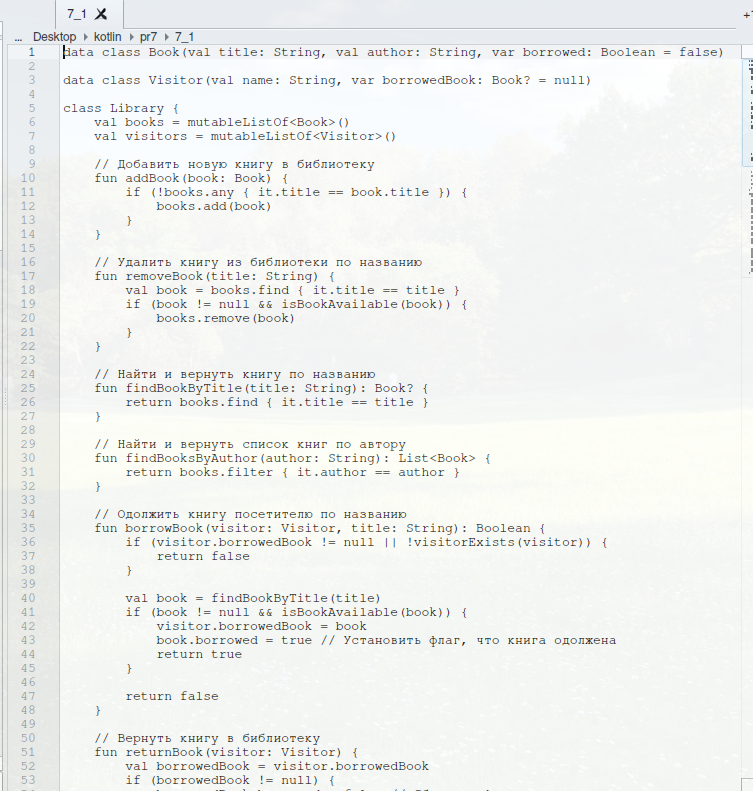 7_1
... Desktop kotlin pr7 7_1
1 data class Book(val title: String, val author: String, var borrowed: Boolean = false)
2
3 data class Visitor(val name: String, var borrowedBook: Book? = null)
4
5 class Library {
6     val books = mutableListOf<Book>()
7     val visitors = mutableListOf<Visitor>()
8
9     // Добавить новую книгу в библиотеку
10     fun addBook(book: Book) {
11         if (!books.any { it.title == book.title }) {
12             books.add(book)
13         }
14     }
15
16     // Удалить книгу из библиотеки по названию
17     fun removeBook(title: String) {
18         val book = books.find { it.title == title }
19         if (book != null && isBookAvailable(book)) {
20             books.remove(book)
21         }
22     }
23
24     // Найти и вернуть книгу по названию
25     fun findBookByTitle(title: String): Book? {
26         return books.find { it.title == title }
27     }
28
29     // Найти и вернуть список книг по автору
30     fun findBooksByAuthor(author: String): List<Book> {
31         return books.filter { it.author == author }
32     }
33
34     // Одолжить книгу посетителю по названию
35     fun borrowBook(visitor: Visitor, title: String): Boolean {
36         if (visitor.borrowedBook != null || !visitorExists(visitor)) {
37             return false
38         }
39
40         val book = findBookByTitle(title)
41         if (book != null && isBookAvailable(book)) {
42             visitor.borrowedBook = book
43             book.borrowed = true // Установить флаг, что книга одолжена
44             return true
45         }
46
47         return false
48     }
49
50     // Вернуть книгу в библиотеку
51     fun returnBook(visitor: Visitor) {
52         val borrowedBook = visitor.borrowedBook
53         if (borrowedBook != null) {